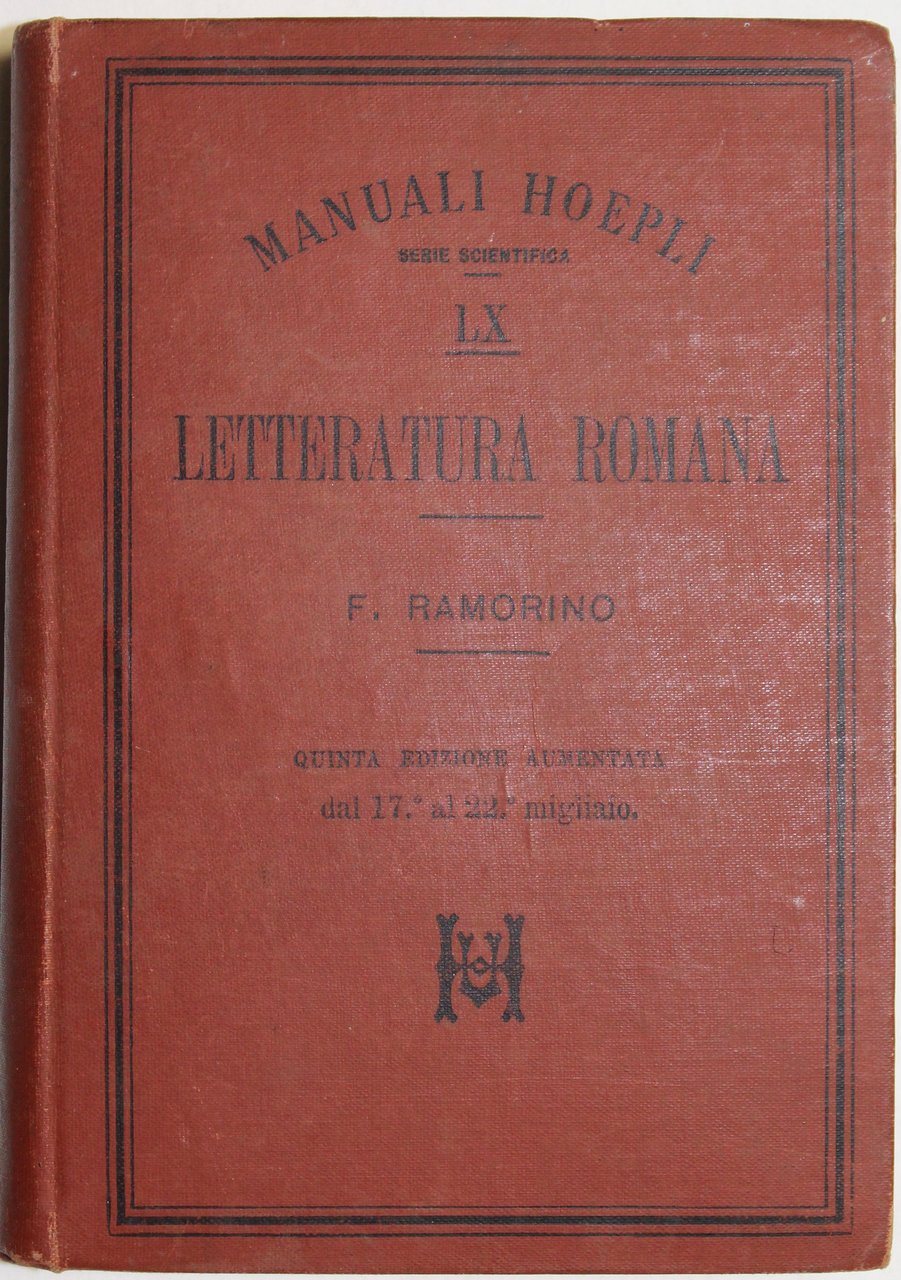 MANUALI HOEPLI
SERIE SCIENTIFICA
LX
LETTERATURA ROMANA
F. RAMORINO
QUINTA EDIZIONE AUMENTATA
dal 17.° al 22.° migliaio.